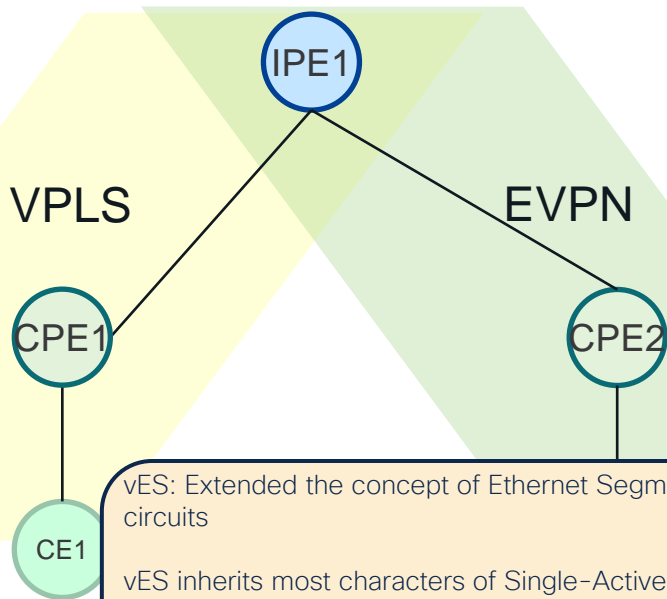 IPE1
VPLS
EVPN
CPE1
CPE2
CE1
vES: Extended the concept of Ethernet
circuits
vES inherits most characters of Single-Active